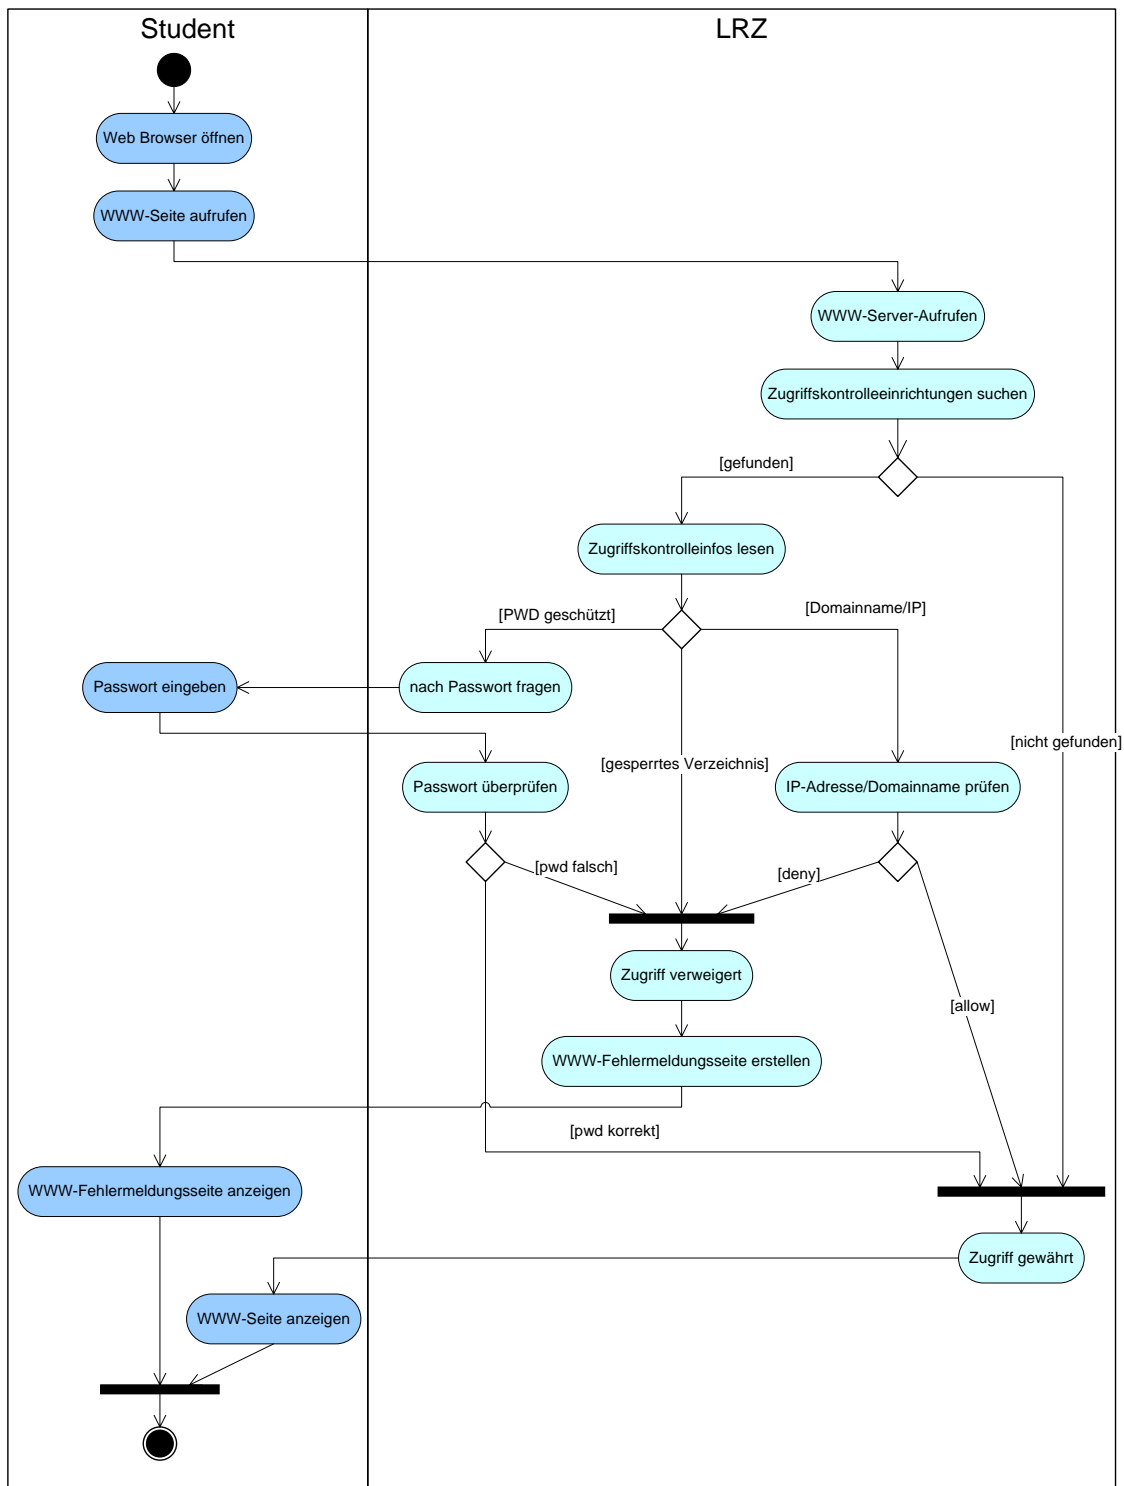 Student
LRZ
Web Browser öffnen
WWW-Seite aufrufen
WWW-Server-Aufrufen
Zugriffskontrolleeinrichtungen suchen
[gefunden]
Zugriffskontrolleinfos lesen
[PWD geschützt]
[Domainname/IP]
Passwort eingeben
nach Passwort fragen
[nicht gefunden]
[gesperrtes Verzeichnis]
Passwort überprüfen
IP-Adresse/Domainname prüfen
[pwd falsch]
[deny]
Zugriff verweigert
[allow]
WWW-Fehlermeldungsseite erstellen
[pwd korrekt]
WWW-Fehlermeldungsseite anzeigen
Zugriff gewährt
WWW-Seite anzeigen